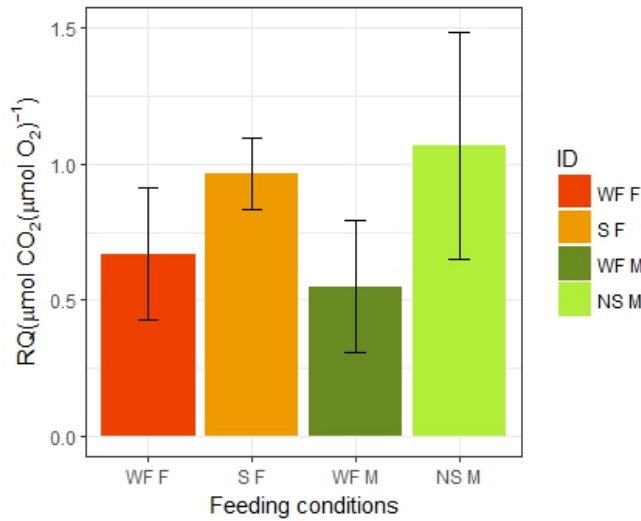 RQ(μmol CO₂(μmol O₂)⁻¹)
1.5
1.0
0.5
0.0
WF F S F WF M NS M
Feeding conditions
ID
WF F
S F
WF M
NS M